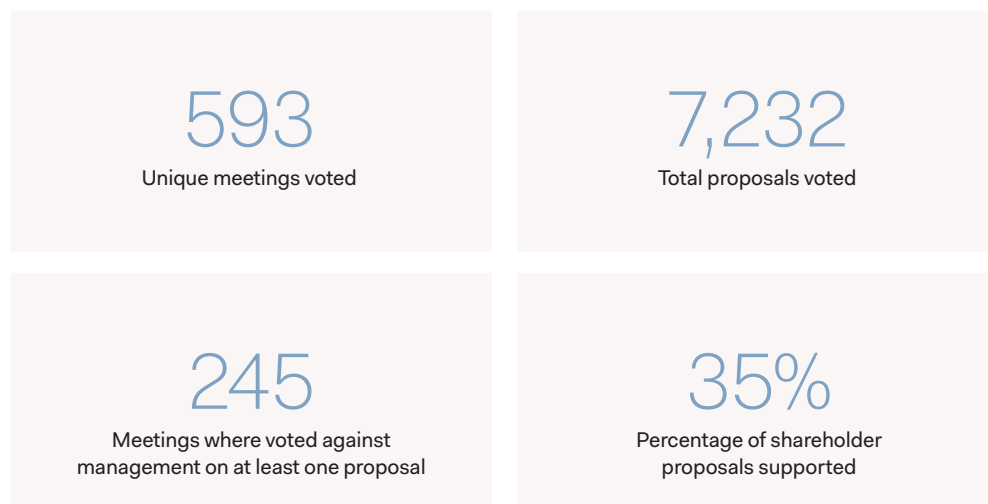 593
Unique meetings voted
7,232
Total proposals voted
245
Meetings where voted against
management on at least one proposal
35%
Percentage of shareholder
proposals supported